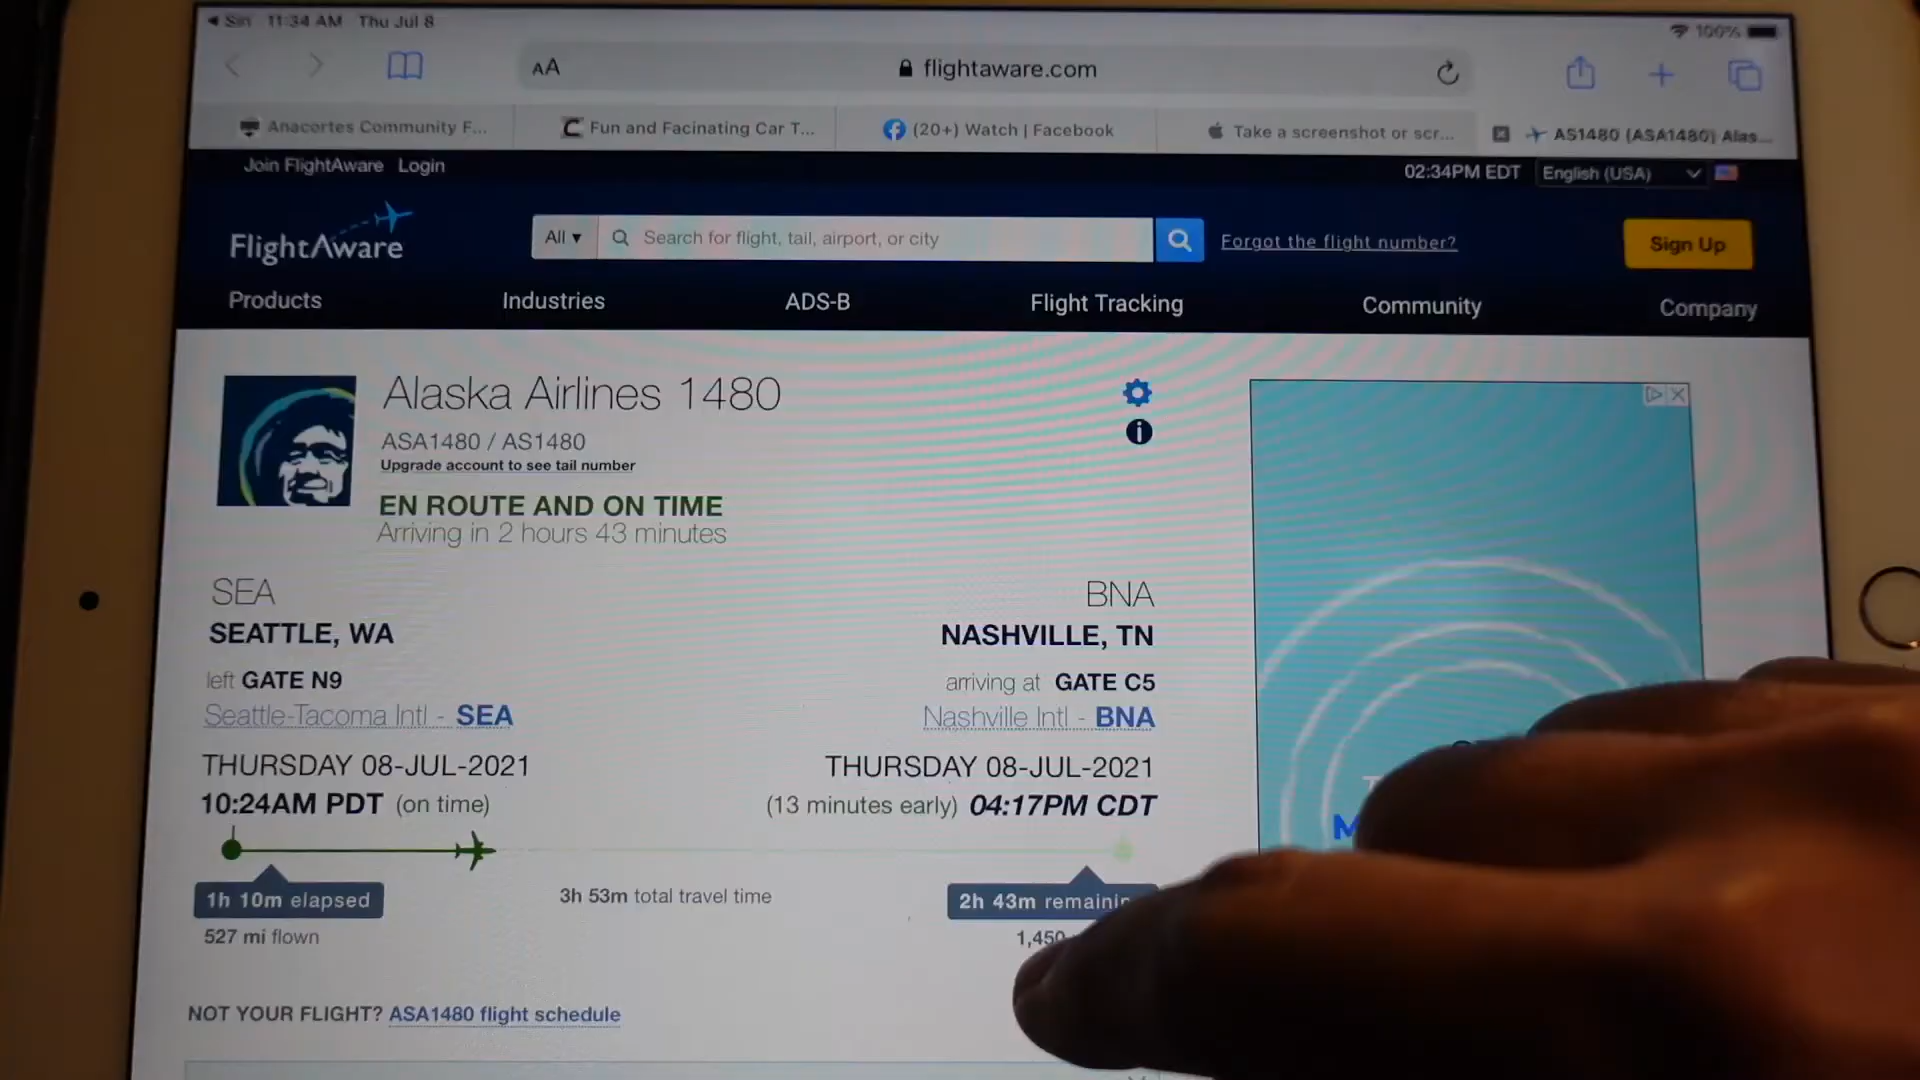 Sin 11:34 AM Thu Jul 8
100%
AA
flightaware.com
Anacortes Community F...
Fun and Facinating Car T...
(20+) Watch | Facebook
Take a screenshot or scr...
AS1480 (ASA1480) Alas...
Join FlightAware Login
02:34PM EDT English (USA)
FlightAware
All
Search for flight, tail, airport, or city
Forgot the flight number?
Sign Up
Products Industries ADS-B Flight Tracking Community Company
Alaska Airlines 1480
ASA1480 / AS1480
Upgrade account to see tail number
EN ROUTE AND ON TIME
Arriving in 2 hours 43 minutes
SEA
SEATTLE, WA
left GATE N9
Seattle-Tacoma Intl - SEA
THURSDAY 08-JUL-2021
10:24AM PDT (on time)
BNA
NASHVILLE, TN
arriving at GATE C5
Nashville Intl - BNA
THURSDAY 08-JUL-2021
(13 minutes early) 04:17PM CDT
1h 10m elapsed
3h 53m total travel time
2h 43m remainin
527 mi flown
1,450
NOT YOUR FLIGHT? ASA1480 flight schedule